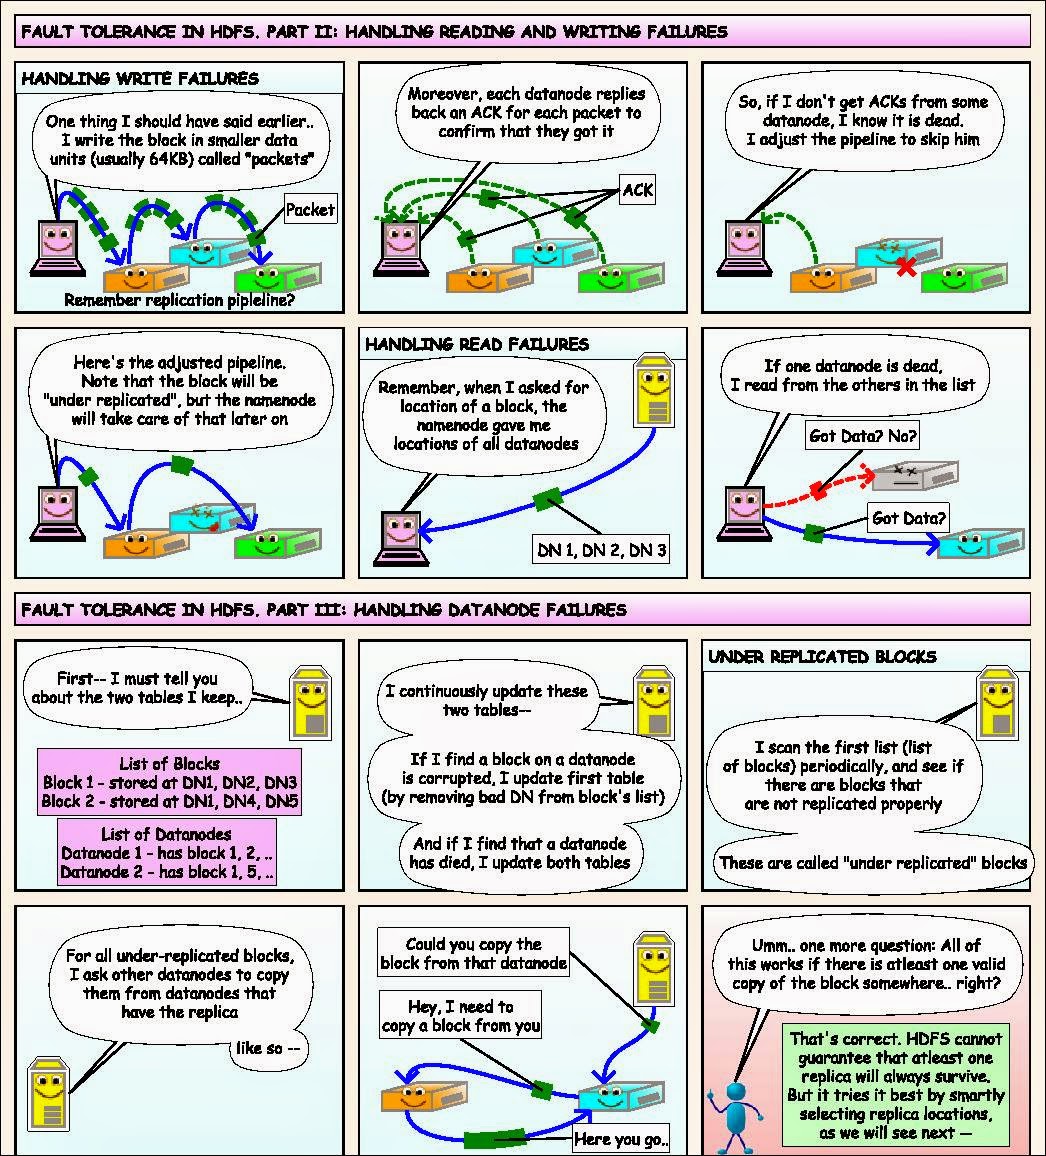 FAULT TOLERANCE IN HDFS. PART II: HANDLING READING AND WRITING FAILURES
HANDLING WRITE FAILURES
One thing I should have said earlier..
I write the block in smaller data
units (usually 64KB) called "packets"
Packet
Remember replication pipleline?
Moreover, each datanode replies
back an ACK for each packet to
confirm that they got it
ACK
So, if I don't get ACKs from some
datanode, I know it is dead.
I adjust the pipeline to skip him
Here's the adjusted pipeline.
Note that the block will be
"under replicated", but the namenode
will take care of that later on
HANDLING READ FAILURES
Remember, when I asked for
location of a block, the
namenode gave me
locations of all datanodes
DN 1, DN 2, DN 3
If one datanode is dead,
I read from the others in the list
Got Data? No?
Got Data?
FAULT TOLERANCE IN HDFS. PART III: HANDLING DATANODE FAILURES
First-- I must tell you
about the two tables I keep..
List of Blocks
Block 1 - stored at DN1, DN2, DN3
Block 2 - stored at DN1, DN4, DN5
List of Datanodes
Datanode 1 - has block 1, 2, ..
Datanode 2 - has block 1, 5, ..
I continuously update these
two tables--
If I find a block on a datanode
is corrupted, I update first table
(by removing bad DN from block's list)
And if I find that a datanode
has died, I update both tables
UNDER REPLICATED BLOCKS
I scan the first list (list
of blocks) periodically, and see if
there are blocks that
are not replicated properly
These are called "under replicated" blocks
For all under-replicated blocks,
I ask other datanodes to copy
them from datanodes that
have the replica
like so --
Could you copy the
block from that datanode
Hey, I need to
copy a block from you
Here you go..
Umm.. one more question: All of
this works if there is atleast one valid
copy of the block somewhere.. right?
That's correct. HDFS cannot
guarantee that atleast one
replica will always survive.
But it tries it best by smartly
selecting replica locations,
as we will see next --